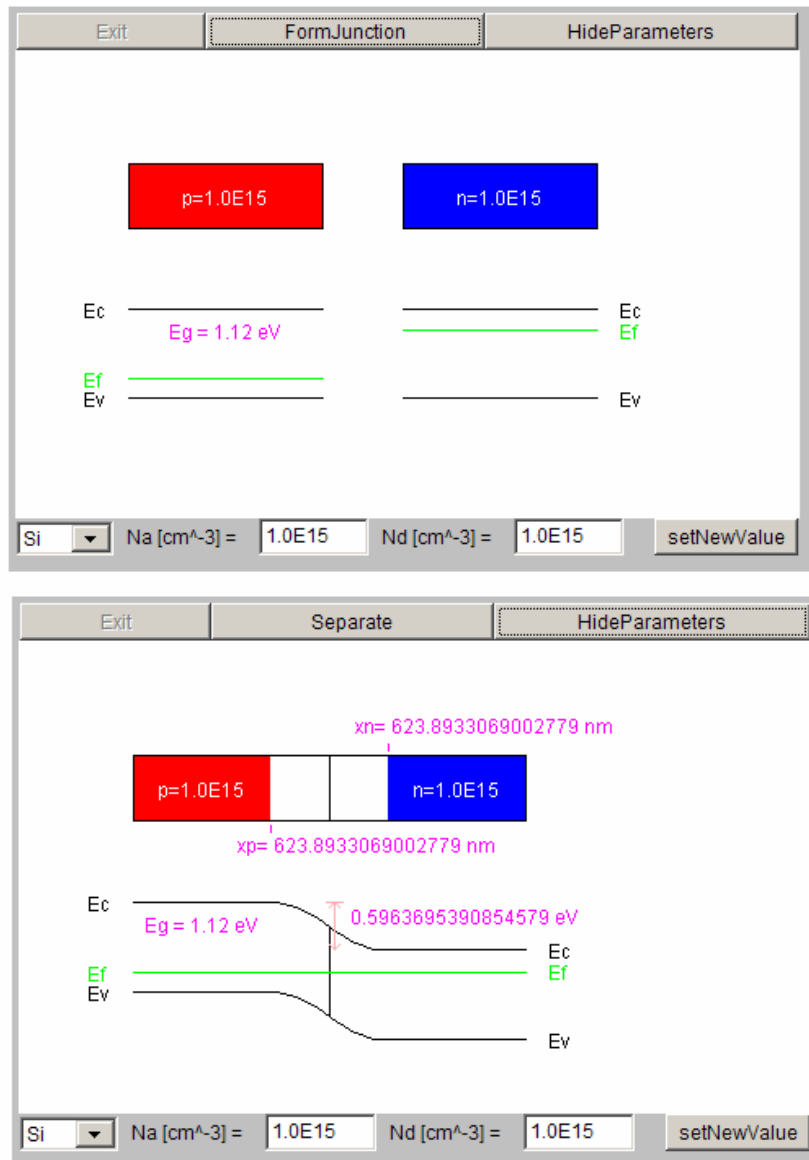 Exit FormJunction HideParameters
p=1.0E15 n=1.0E15
Ec Ec
Eg = 1.12 eV Ef
Ef
Ev Ev
Si Na [cm^-3] = 1.0E15 Nd [cm^-3] = 1.0E15 setNewValue
Exit Separate HideParameters
xn= 623.8933069002779 nm
p=1.0E15 n=1.0E15
xp= 623.8933069002779 nm
Ec
Eg = 1.12 eV 0.5963695390854579 eV
Ec
Ef Ef
Ev
Ev
Si Na [cm^-3] = 1.0E15 Nd [cm^-3] = 1.0E15 setNewValue